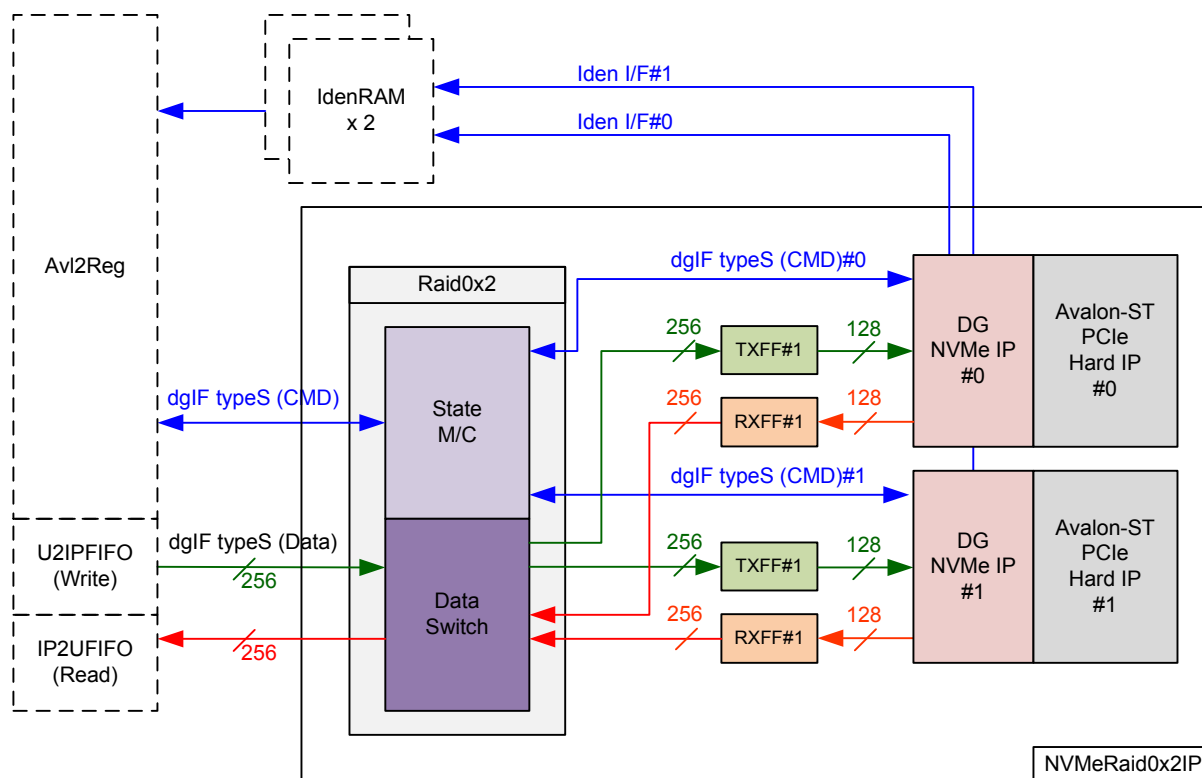 Iden I/F#1
IdenRAM
x 2
Iden I/F#0
Avl2Reg
dgIF typeS (CMD)#0
Raid0x2
256
128
TXFF#1
DG
NVMe IP
#0
Avalon-ST
PCIe
Hard IP
#0
State
M/C
dgIF typeS (CMD)
256
128
RXFF#1
dgIF typeS (CMD)#1
U2IPFIFO
(Write)
dgIF typeS (Data)
256
256
128
TXFF#1
DG
NVMe IP
#1
Avalon-ST
PCIe
Hard IP
#1
Data
Switch
256
128
RXFF#1
IP2UFIFO
(Read)
256
NVMeRaid0x2IP